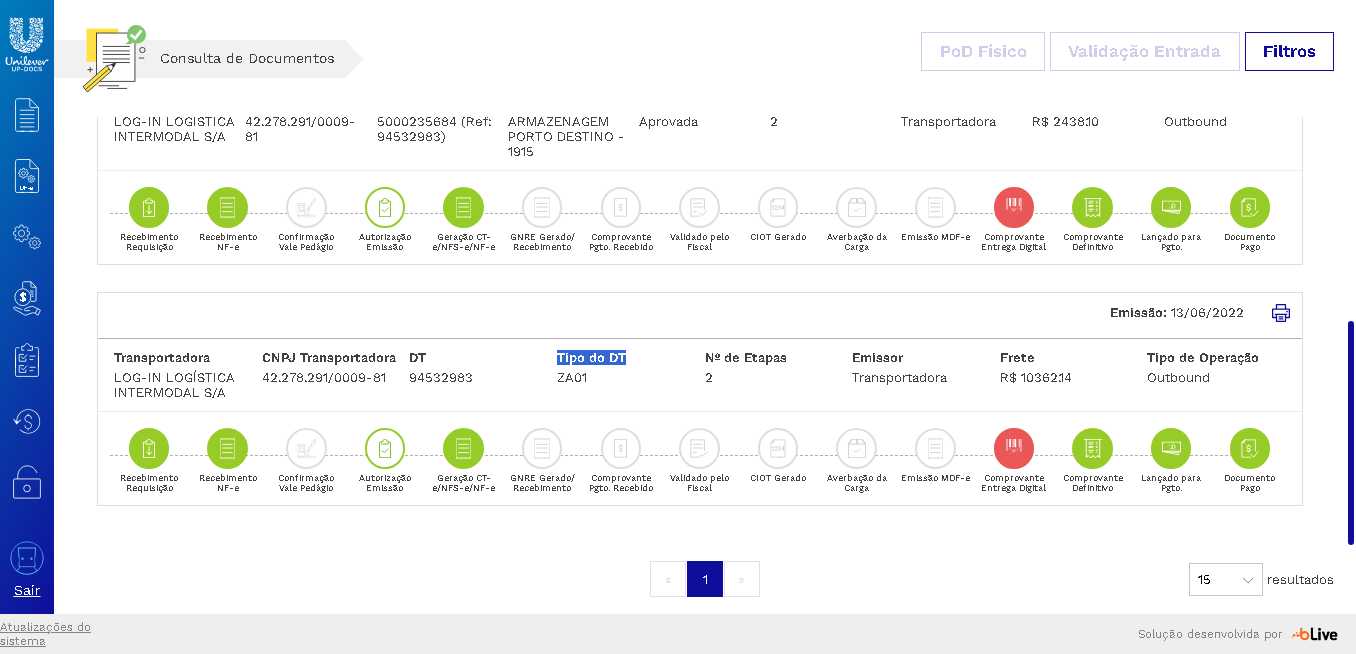 Unilever
UP-DOCS
Consulta de Documentos
PoD Fisico
Validação Entrada
Filtros
LOG-IN LOGISTICA INTERMODAL S/A
42.278.291/0009-81
5000235684 (Ref: 94532983)
ARMAZENAGEM PORTO DESTINO - 1915
Aprovada
2
Transportadora
R$ 2438.10
Outbound
Recebimento Requisição
Recebimento NF-e
Confirmação Vale Pedágio
Autorização Emissão
Geração CT-e/NFS-e/NF-e
GNRE Gerado/ Recebimento
Comprovante Pgto. Recebido
Validado pelo Fiscal
CIOT Gerado
Averbação da Carga
Emissão MDF-e
Comprovante Entrega Digital
Comprovante Definitivo
Lançado para Pgto.
Documento Pago
Emissão: 13/06/2022
Transportadora
CNPJ Transportadora
DT
Tipo do DT
Nº de Etapas
Emissor
Frete
Tipo de Operação
LOG-IN LOGÍSTICA INTERMODAL S/A
42.278.291/0009-81
94532983
ZA01
2
Transportadora
R$ 10362.14
Outbound
Recebimento Requisição
Recebimento NF-e
Confirmação Vale Pedágio
Autorização Emissão
Geração CT-e/NFS-e/NF-e
GNRE Gerado/ Recebimento
Comprovante Pgto. Recebido
Validado pelo Fiscal
CIOT Gerado
Averbação da Carga
Emissão MDF-e
Comprovante Entrega Digital
Comprovante Definitivo
Lançado para Pgto.
Documento Pago
«
1
»
15
resultados
Sair
Atualizações do sistema
Solução desenvolvida por
bLive